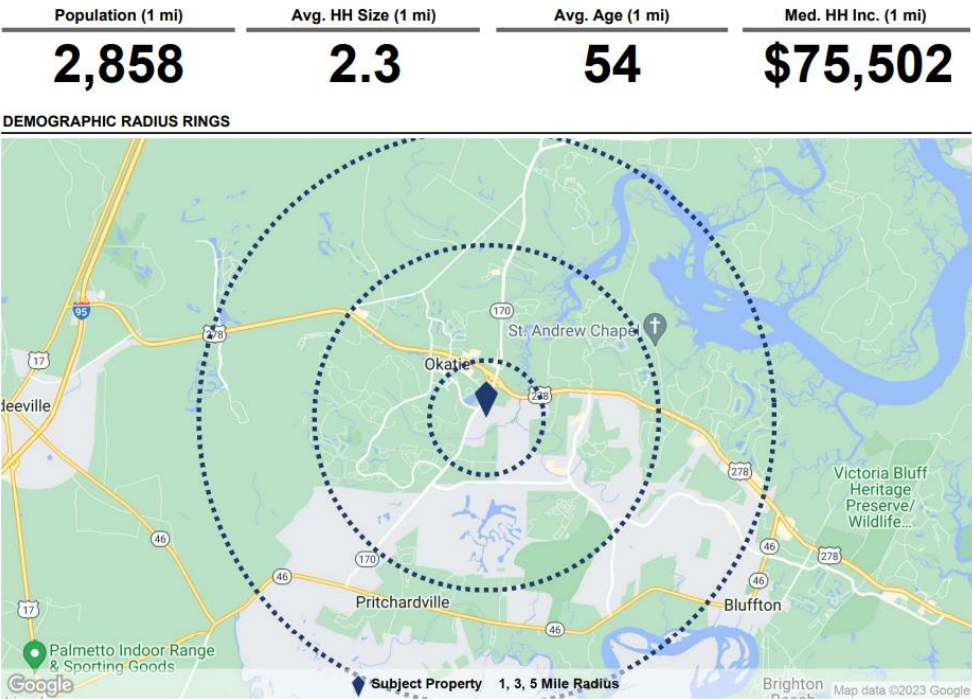 Population (1 mi) Avg. HH Size (1 mi) Avg. Age (1 mi) Med. HH Inc. (1 mi)
2,858 2.3 54 $75,502
DEMOGRAPHIC RADIUS RINGS
170
95
278
St. Andrew Chapel
17
Okatie
278
deeville
278
Victoria Bluff
Heritage
Preserve/
Wildlife...
46
46
170
278
46
46
17
Pritchardville
Bluffton
46
Palmetto Indoor Range
& Sporting Goods
Google
Subject Property 1, 3, 5 Mile Radius
Brighton
Beach
Map data ©2023 Google